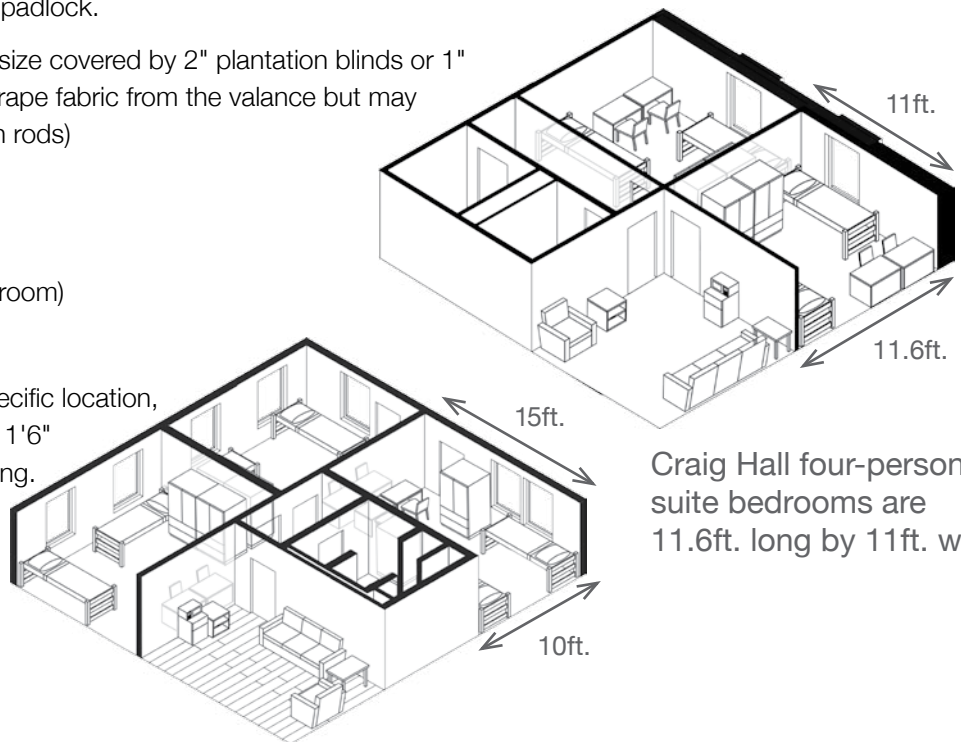 padlock.
size covered by 2" plantation blinds or 1"
rape fabric from the valance but may
rods)
room)
ecific location,
1'6"
ng.
11ft.
11.6ft.
15ft.
10ft.
Craig Hall four-person
suite bedrooms are
11.6ft. long by 11ft. w